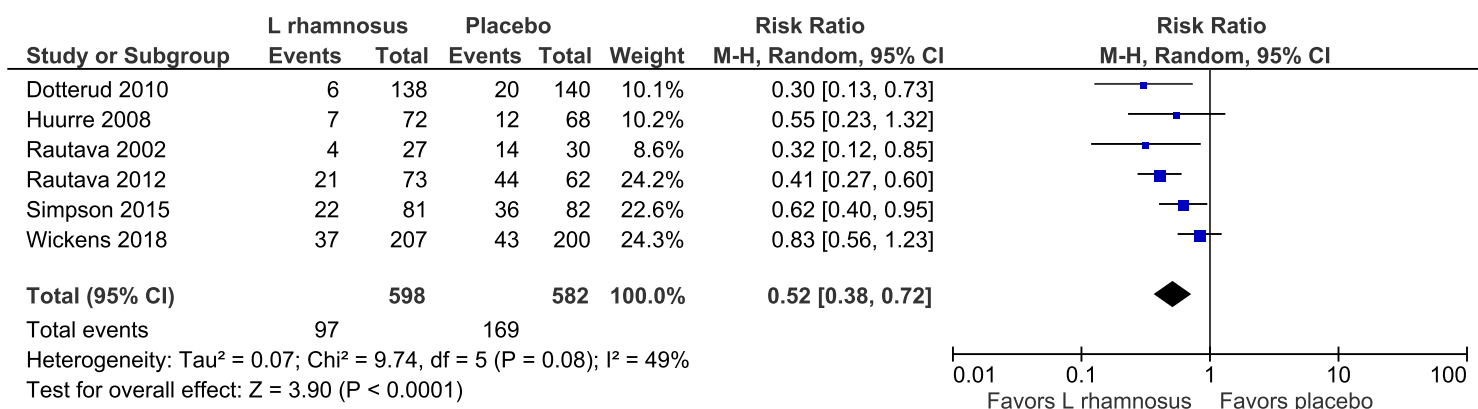 L rhamnosus Placebo Risk Ratio Risk Ratio
Study or Subgroup Events Total Events Total Weight M-H, Random, 95% CI M-H, Random, 95% CI
Dotterud 2010 6 138 20 140 10.1% 0.30 [0.13, 0.73]
Huurre 2008 7 72 12 68 10.2% 0.55 [0.23, 1.32]
Rautava 2002 4 27 14 30 8.6% 0.32 [0.12, 0.85]
Rautava 2012 21 73 44 62 24.2% 0.41 [0.27, 0.60]
Simpson 2015 22 81 36 82 22.6% 0.62 [0.40, 0.95]
Wickens 2018 37 207 43 200 24.3% 0.83 [0.56, 1.23]
Total (95% CI) 598 582 100.0% 0.52 [0.38, 0.72]
Total events 97 169
Heterogeneity: Tau² = 0.07; Chi² = 9.74, df = 5 (P = 0.08); I² = 49%
Test for overall effect: Z = 3.90 (P < 0.0001)
0.01 0.1 1 10 100
Favors L rhamnosus Favors placebo